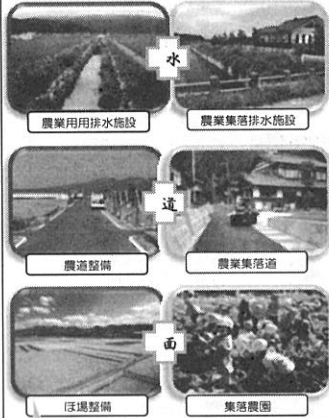 水
農業用用排水施設
農業集落排水施設
道
農道整備
農業集落道
面
ほ場整備
集落農園